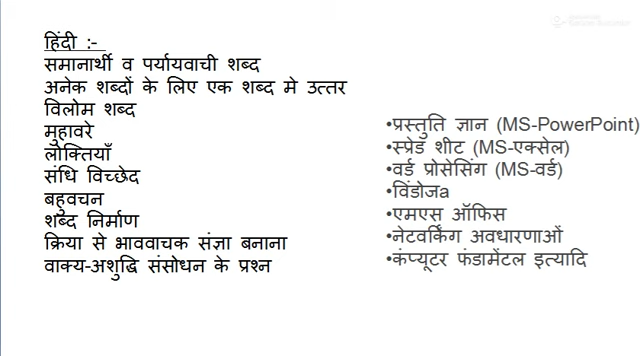 हिंदी :-
समानार्थी व पर्यायवाची शब्द
अनेक शब्दों के लिए एक शब्द मे उत्तर
विलोम शब्द
मुहावरे
लोक्तियाँ
संधि विच्छेद
बहुवचन
शब्द निर्माण
क्रिया से भाववाचक संज्ञा बनाना
वाक्य-अशुद्धि संसोधन के प्रश्न
•प्रस्तुति ज्ञान (MS-PowerPoint)
•स्प्रेड शीट (MS-एक्सेल)
•वर्ड प्रोसेसिंग (MS-वर्ड)
•विंडोजa
•एमएस ऑफिस
•नेटवर्किंग अवधारणाओं
•कंप्यूटर फंडामेंटल इत्यादि